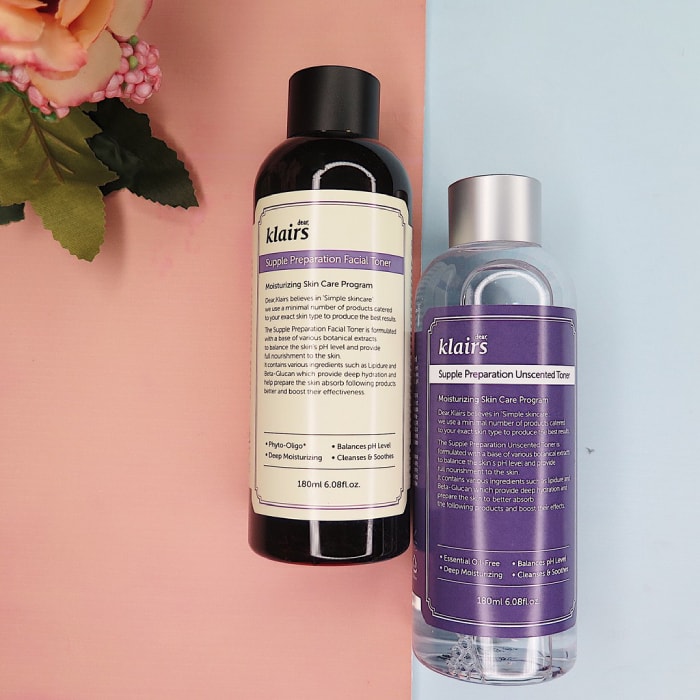 dear,
klairs
Supple Preparation Facial Toner
Moisturizing Skin Care Program
Dear,Klairs believes in 'Simple skincare'
we use a minimal number of products catered
to your exact skin type to produce the best results.
The Supple Preparation Facial Toner is formulated
with a base of various botanical extracts
to balance the skin's pH level and provide
full nourishment to the skin.
It contains various ingredients such as Lipidure and
Beta-Glucan which provide deep hydration and
help prepare the skin absorb following products
better and boost their effectiveness.
• Phyto-Oligo* • Balances pH Level
• Deep Moisturizing • Cleanses & Soothes
180ml 6.08fl.oz.
dear,
klairs
Supple Preparation Unscented Toner
Moisturizing Skin Care Program
Dear,Klairs believes in 'Simple skincare'
we use a minimal number of products catered
to your exact skin type to produce the best results.
The Supple Preparation Unscented Toner is
formulated with a base of various botanical extracts
to balance the skin's pH level and provide
full nourishment to the skin.
It contains various ingredients such as Lipidure and
Beta-Glucan which provide deep hydration and
prepare the skin to better absorb
the following products and boost their effects.
• Essential Oil-Free • Balances pH Level
• Deep Moisturizing • Cleanses & Soothes
180ml 6.08fl.oz.